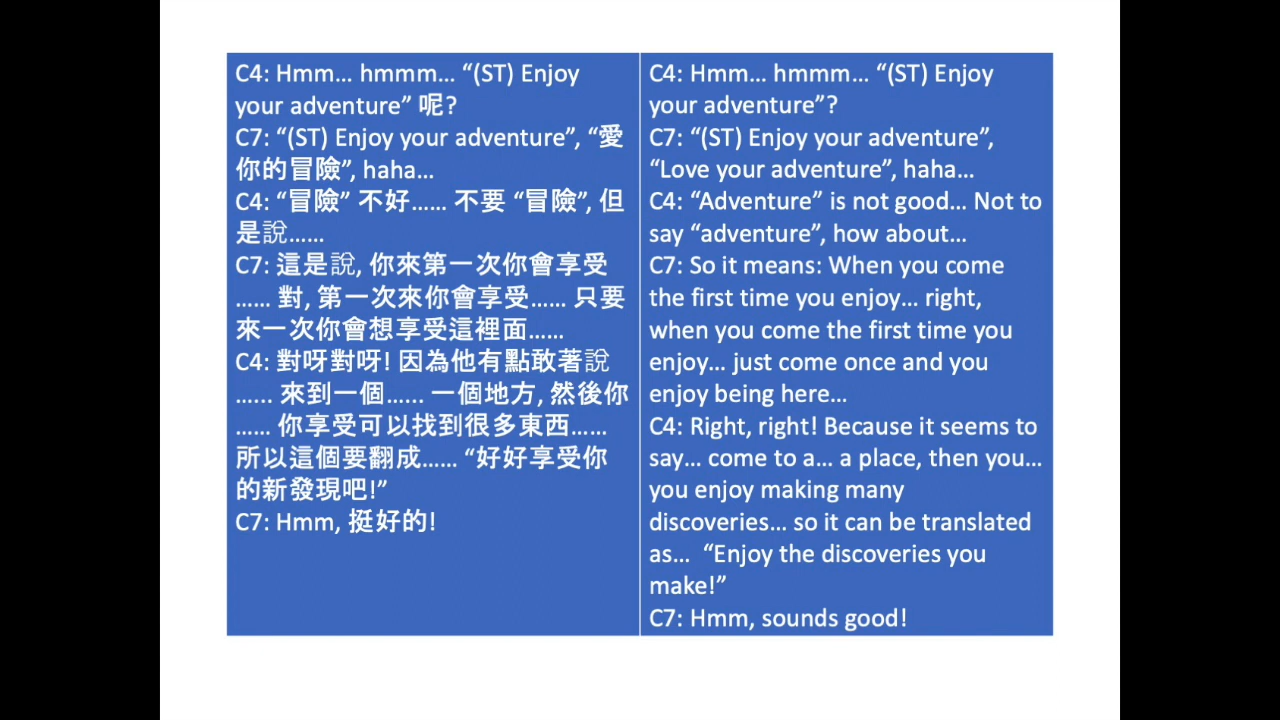 C4: Hmm… hmmm… “(ST) Enjoy
your adventure” 呢?
C7: “(ST) Enjoy your adventure”, “愛
你的冒險”, haha…
C4: “冒險” 不好…… 不要 “冒險”, 但
是説……
C7: 這是説, 你來第一次你會享受
…… 對, 第一次來你會享受…… 只要
來一次你會想享受這裡面……
C4: 對呀對呀! 因為他有點敢著説
…… 來到一個…… 一個地方, 然後你
…… 你享受可以找到很多東西……
所以這個要翻成…… “好好享受你
的新發現吧!”
C7: Hmm, 挺好的!
C4: Hmm… hmmm… “(ST) Enjoy
your adventure”?
C7: “(ST) Enjoy your adventure”,
“Love your adventure”, haha…
C4: “Adventure” is not good… Not to
say “adventure”, how about…
C7: So it means: When you come
the first time you enjoy… right,
when you come the first time you
enjoy… just come once and you
enjoy being here…
C4: Right, right! Because it seems to
say… come to a… a place, then you…
you enjoy making many
discoveries… so it can be translated
as…  “Enjoy the discoveries you
make!”
C7: Hmm, sounds good!